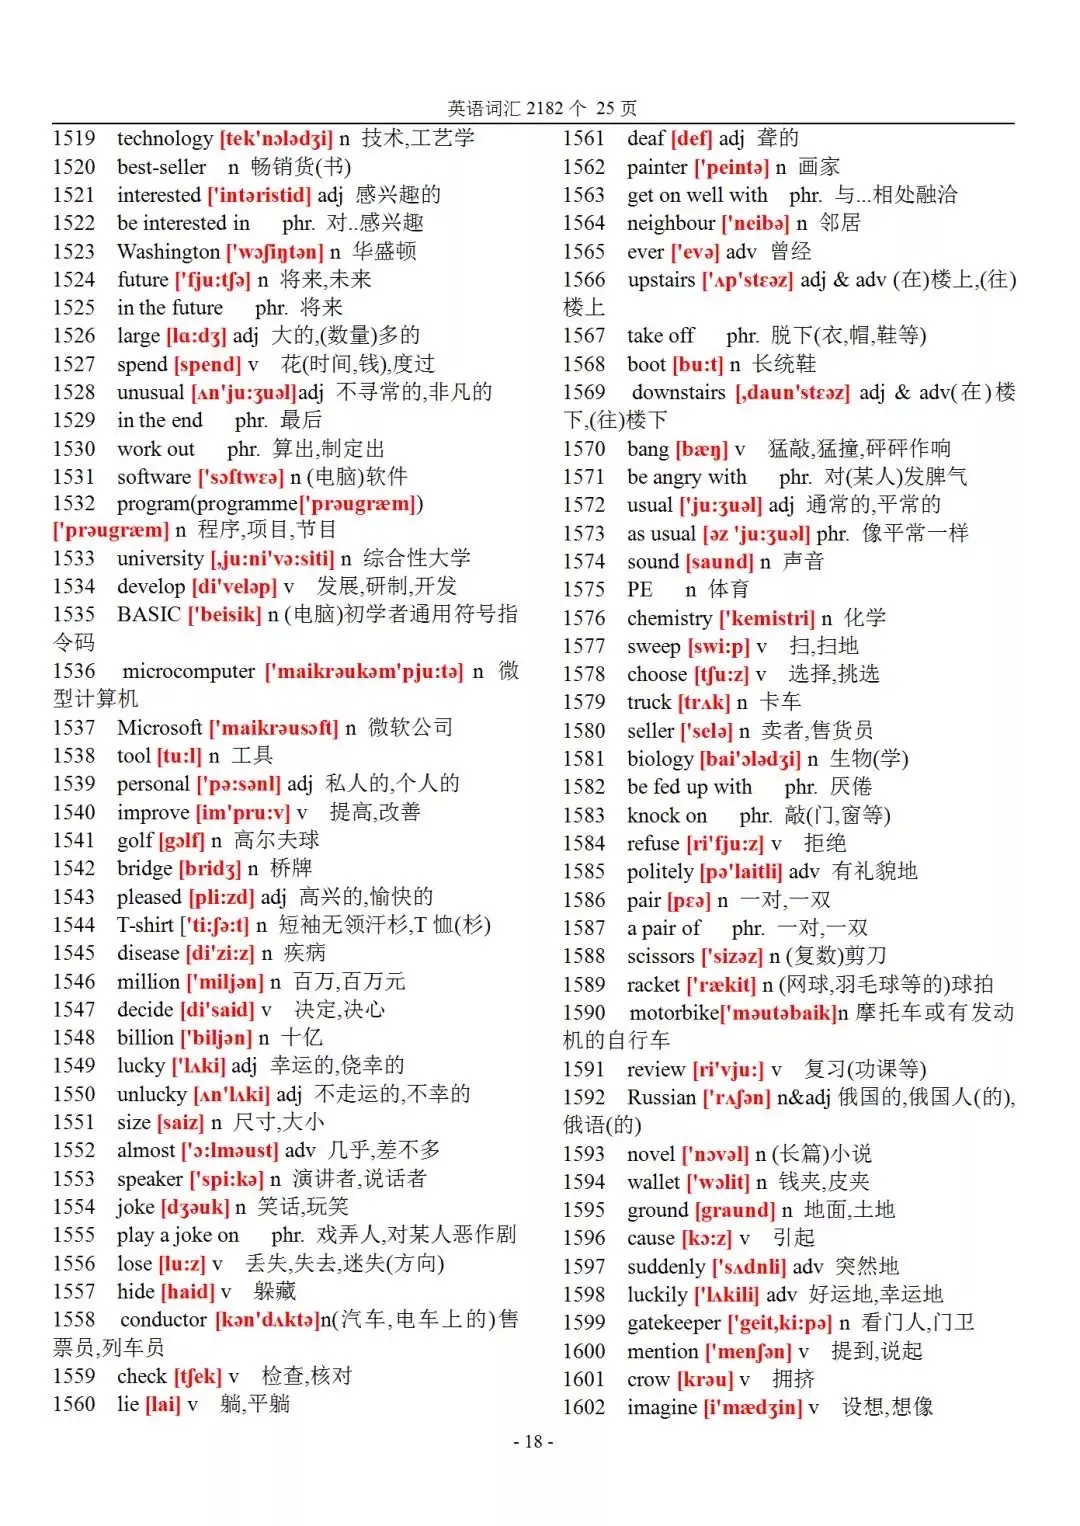 英语词汇 2182 个 25 页
1519 technology [tek'nɔlədʒi] n 技术,工艺学
1520 best-seller n 畅销货(书)
1521 interested ['intəristid] adj 感兴趣的
1522 be interested in phr. 对..感兴趣
1523 Washington ['wɔʃiŋtən] n 华盛顿
1524 future ['fju:tʃə] n 将来,未来
1525 in the future phr. 将来
1526 large [lɑ:dʒ] adj 大的,(数量)多的
1527 spend [spend] v 花(时间,钱),度过
1528 unusual [ʌn'ju:ʒuəl]adj 不寻常的,非凡的
1529 in the end phr. 最后
1530 work out phr. 算出,制定出
1531 software ['sɔftwɛə] n (电脑)软件
1532 program(programme['prəugræm])
['prəugræm] n 程序,项目,节目
1533 university [,ju:ni'və:siti] n 综合性大学
1534 develop [di'veləp] v 发展,研制,开发
1535 BASIC ['beisik] n (电脑)初学者通用符号指
令码
1536 microcomputer ['maikrəukəm'pju:tə] n 微
型计算机
1537 Microsoft ['maikrəusɔft] n 微软公司
1538 tool [tu:l] n 工具
1539 personal ['pə:sənl] adj 私人的,个人的
1540 improve [im'pru:v] v 提高,改善
1541 golf [gɔlf] n 高尔夫球
1542 bridge [bridʒ] n 桥牌
1543 pleased [pli:zd] adj 高兴的,愉快的
1544 T-shirt ['ti:ʃə:t] n 短袖无领汗衫,T 恤(衫)
1545 disease [di'zi:z] n 疾病
1546 million ['miljən] n 百万,百万元
1547 decide [di'said] v 决定,决心
1548 billion ['biljən] n 十亿
1549 lucky ['lʌki] adj 幸运的,侥幸的
1550 unlucky [ʌn'lʌki] adj 不走运的,不幸的
1551 size [saiz] n 尺寸,大小
1552 almost ['ɔ:lməust] adv 几乎,差不多
1553 speaker ['spi:kə] n 演讲者,说话者
1554 joke [dʒəuk] n 笑话,玩笑
1555 play a joke on phr. 戏弄人,对某人恶作剧
1556 lose [lu:z] v 丢失,失去,迷失(方向)
1557 hide [haid] v 躲藏
1558 conductor [kən'dʌktə]n(汽车,电车上的)售
票员,列车员
1559 check [tʃek] v 检查,核对
1560 lie [lai] v 躺,平躺
1561 deaf [def] adj 聋的
1562 painter ['peintə] n 画家
1563 get on well with phr. 与...相处融洽
1564 neighbour ['neibə] n 邻居
1565 ever ['evə] adv 曾经
1566 upstairs ['ʌp'stɛəz] adj & adv (在)楼上,(往)
楼上
1567 take off phr. 脱下(衣,帽,鞋等)
1568 boot [bu:t] n 长统鞋
1569 downstairs [,daun'stɛəz] adj & adv(在)楼
下,(往)楼下
1570 bang [bæŋ] v 猛敲,猛撞,砰砰作响
1571 be angry with phr. 对(某人)发脾气
1572 usual ['ju:ʒuəl] adj 通常的,平常的
1573 as usual [əz 'ju:ʒuəl] phr. 像平常一样
1574 sound [saund] n 声音
1575 PE n 体育
1576 chemistry ['kemistri] n 化学
1577 sweep [swi:p] v 扫,扫地
1578 choose [tʃu:z] v 选择,挑选
1579 truck [trʌk] n 卡车
1580 seller ['selə] n 卖者,售货员
1581 biology [bai'ɔlədʒi] n 生物(学)
1582 be fed up with phr. 厌倦
1583 knock on phr. 敲(门,窗等)
1584 refuse [ri'fju:z] v 拒绝
1585 politely [pə'laitli] adv 有礼貌地
1586 pair [pɛə] n 一对,一双
1587 a pair of phr. 一对,一双
1588 scissors ['sizəz] n (复数)剪刀
1589 racket ['rækit] n (网球,羽毛球等的)球拍
1590 motorbike['məutəbaik]n 摩托车或有发动
机的自行车
1591 review [ri'vju:] v 复习(功课等)
1592 Russian ['rʌʃən] n&adj 俄国的,俄国人(的),
俄语(的)
1593 novel ['nɔvəl] n (长篇)小说
1594 wallet ['wɔlit] n 钱夹,皮夹
1595 ground [graund] n 地面,土地
1596 cause [kɔ:z] v 引起
1597 suddenly ['sʌdnli] adv 突然地
1598 luckily ['lʌkili] adv 好运地,幸运地
1599 gatekeeper ['geit,ki:pə] n 看门人,门卫
1600 mention ['menʃən] v 提到,说起
1601 crow [krəu] v 拥挤
1602 imagine [i'mædʒin] v 设想,想像
- 18 -